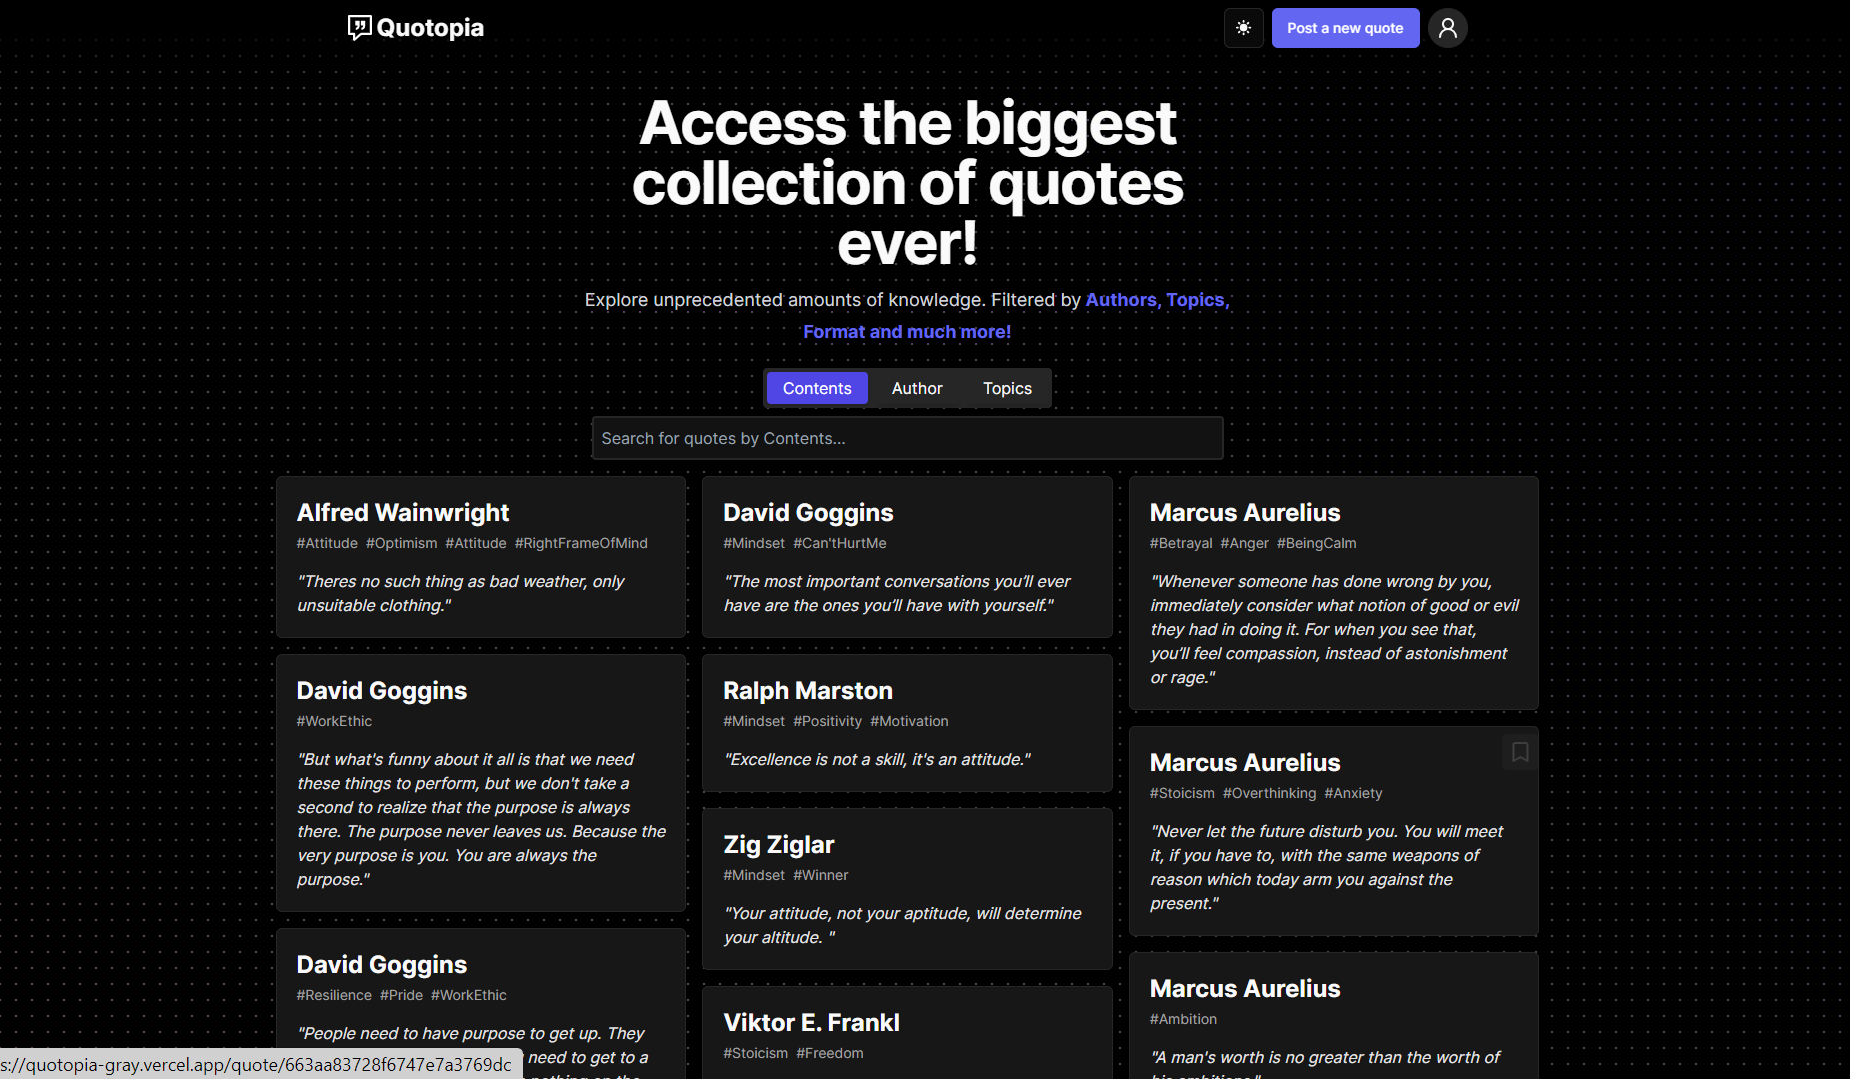 Quotopia
Post a new quote
Access the biggest
collection of quotes
ever!
Explore unprecedented amounts of knowledge. Filtered by Authors, Topics,
Format and much more!
Contents
Author
Topics
Search for quotes by Contents...
Alfred Wainwright
#Attitude #Optimism #Attitude #RightFrameOfMind
"Theres no such thing as bad weather, only
unsuitable clothing."
David Goggins
#WorkEthic
"But what's funny about it all is that we need
these things to perform, but we don't take a
second to realize that the purpose is always
there. The purpose never leaves us. Because the
very purpose is you. You are always the
purpose."
David Goggins
#Resilience #Pride #WorkEthic
"People need to have purpose to get up. They
need to get to a
nothing on the
David Goggins
#Mindset #Can'tHurtMe
"The most important conversations you’ll ever
have are the ones you’ll have with yourself."
Ralph Marston
#Mindset #Positivity #Motivation
"Excellence is not a skill, it's an attitude."
Zig Ziglar
#Mindset #Winner
"Your attitude, not your aptitude, will determine
your altitude. "
Viktor E. Frankl
#Stoicism #Freedom
Marcus Aurelius
#Betrayal #Anger #BeingCalm
"Whenever someone has done wrong by you,
immediately consider what notion of good or evil
they had in doing it. For when you see that,
you’ll feel compassion, instead of astonishment
or rage."
Marcus Aurelius
#Stoicism #Overthinking #Anxiety
"Never let the future disturb you. You will meet
it, if you have to, with the same weapons of
reason which today arm you against the
present."
Marcus Aurelius
#Ambition
"A man's worth is no greater than the worth of
his ambitions."
s://quotopia-gray.vercel.app/quote/663aa83728f6747e7a3769dc